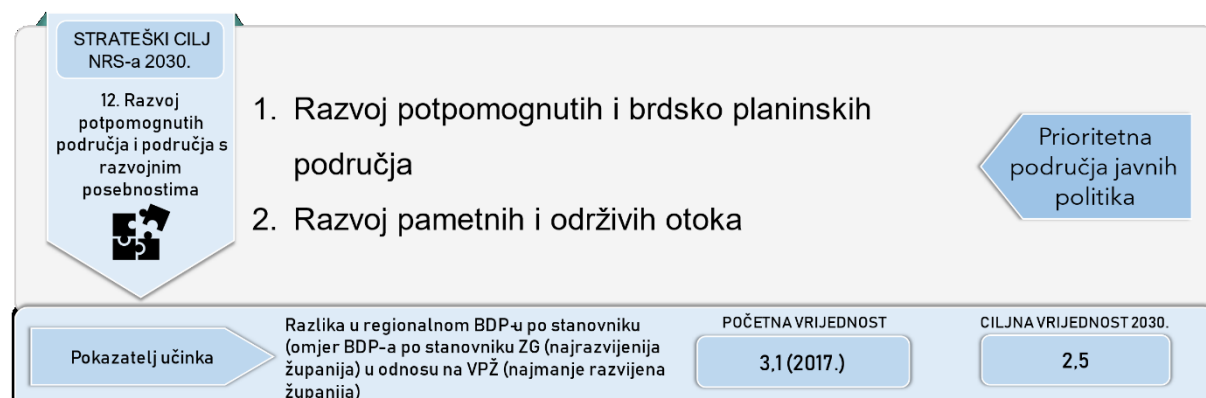 STRATEŠKI CILJ
NRS-a 2030.
12. Razvoj
potpomognutih
područja i područja s
razvojnim
posebnostima
1. Razvoj potpomognutih i brdsko planinskih
područja
2. Razvoj pametnih i održivih otoka
Prioritetna
područja javnih
politika
Pokazatelj učinka
Razlika u regionalnom BDP-u po stanovniku
(omjer BDP-a po stanovniku ZG (najrazvijenija
županija) u odnosu na VPŽ (najmanje razvijena
županija)
POČETNA VRIJEDNOST
3,1 (2017.)
CILJNA VRIJEDNOST 2030.
2,5